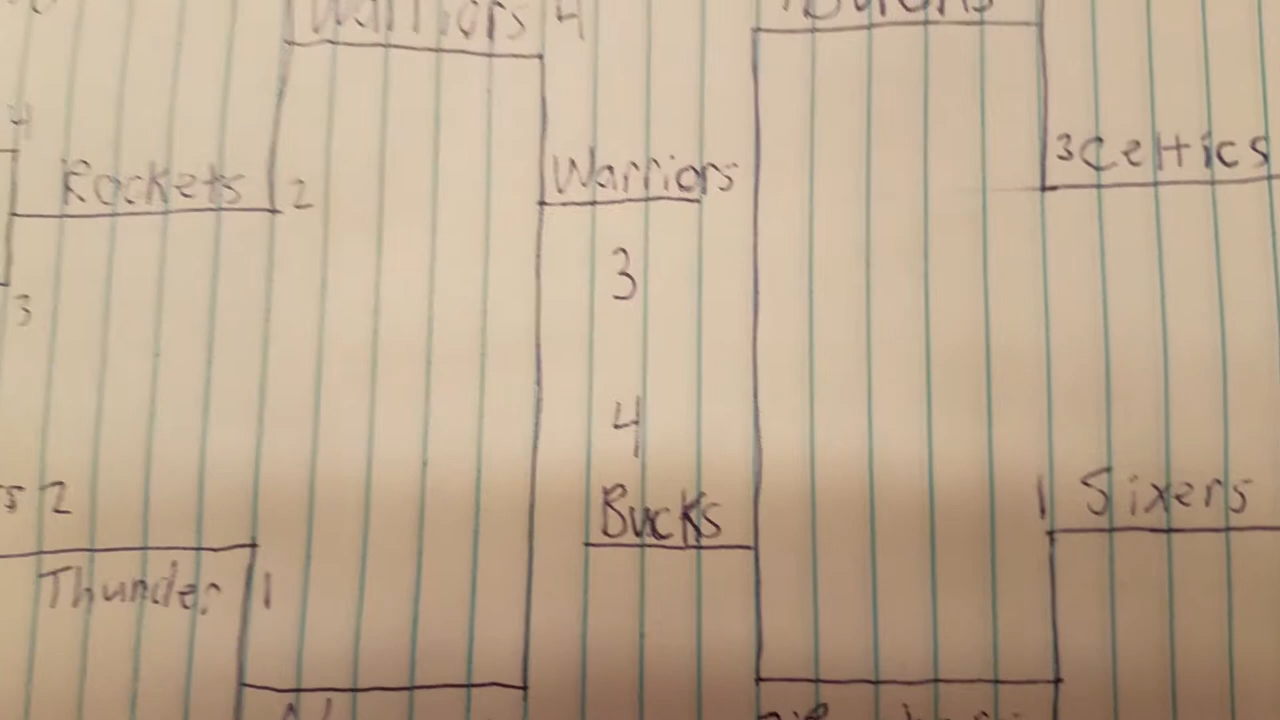 Warriors 4
4
3 Celtics
Rockets 2
Warriors
3
3
4
1 Sixers
2
Bucks
Thunder 1